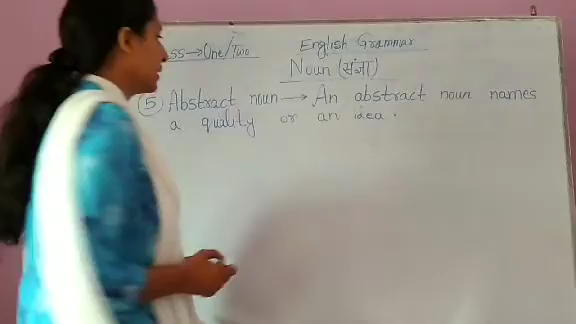 ss→One/Two
English Grammar
Noun (संज्ञा)
⑤ Abstract noun → An abstract noun names
a quality or an idea.